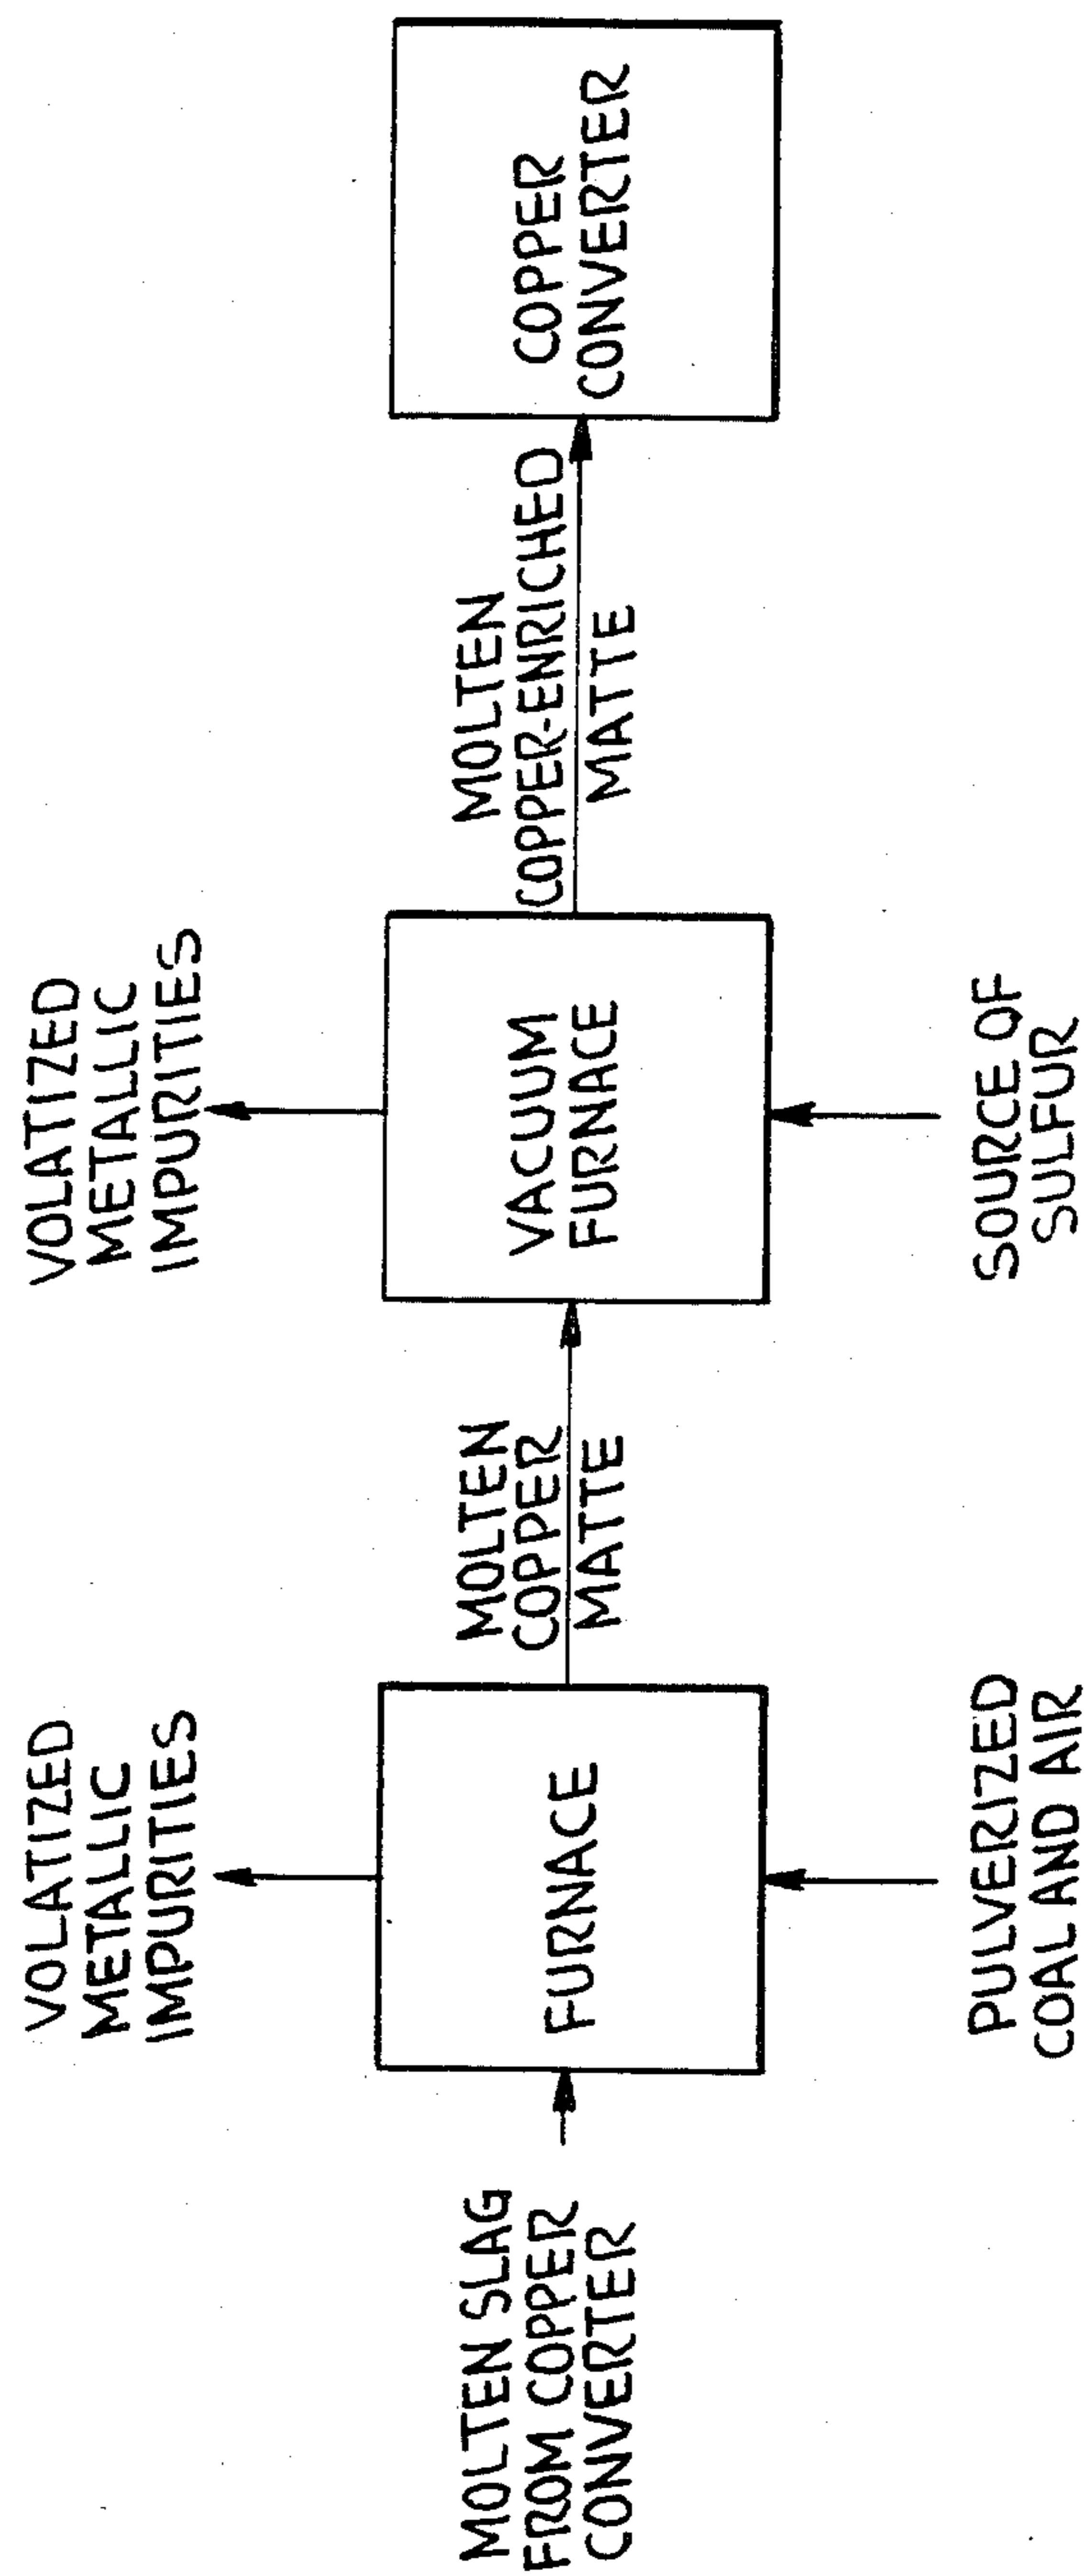 VOLATIZED
METALLIC
IMPURITIES
VOLATIZED
METALLIC
IMPURITIES
MOLTEN SLAG
FROM COPPER
CONVERTER
FURNACE
MOLTEN
COPPER
MATTE
VACUUM
FURNACE
MOLTEN
COPPER-ENRICHED
MATTE
COPPER
CONVERTER
PULVERIZED
COAL AND AIR
SOURCE OF
SULFUR